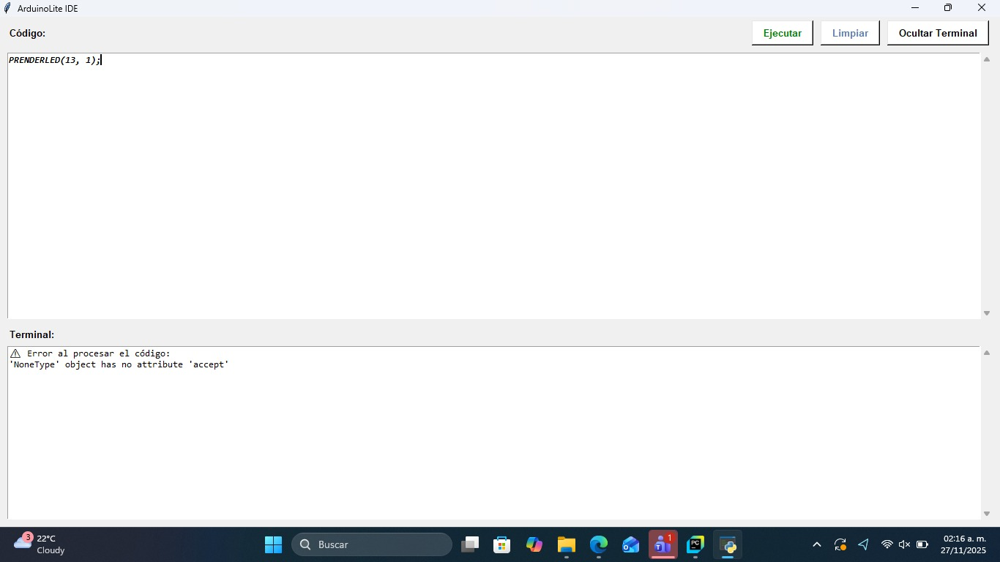 ArduinoLite IDE
Código:
Ejecutar
Limpiar
Ocultar Terminal
PRENDERLED(13, 1);
Terminal:
⚠ Error al procesar el código:
'NoneType' object has no attribute 'accept'
3
22°C
Cloudy
Buscar
1
PC
02:16 a. m.
27/11/2025